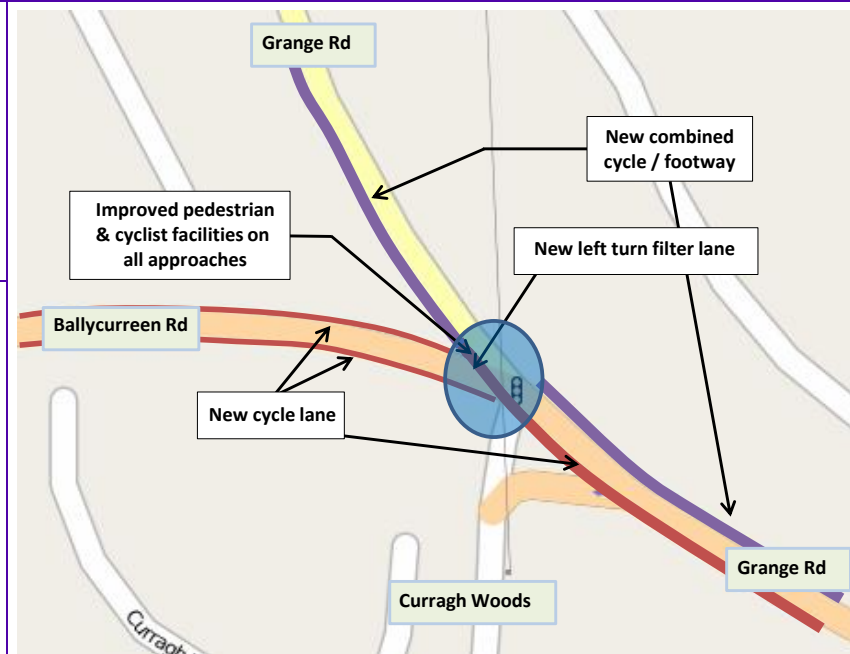 Grange Rd
New combined
cycle / footway
Improved pedestrian
& cyclist facilities on
all approaches
New left turn filter lane
Ballycurreen Rd
New cycle lane
Grange Rd
Curragh Woods
Curragh